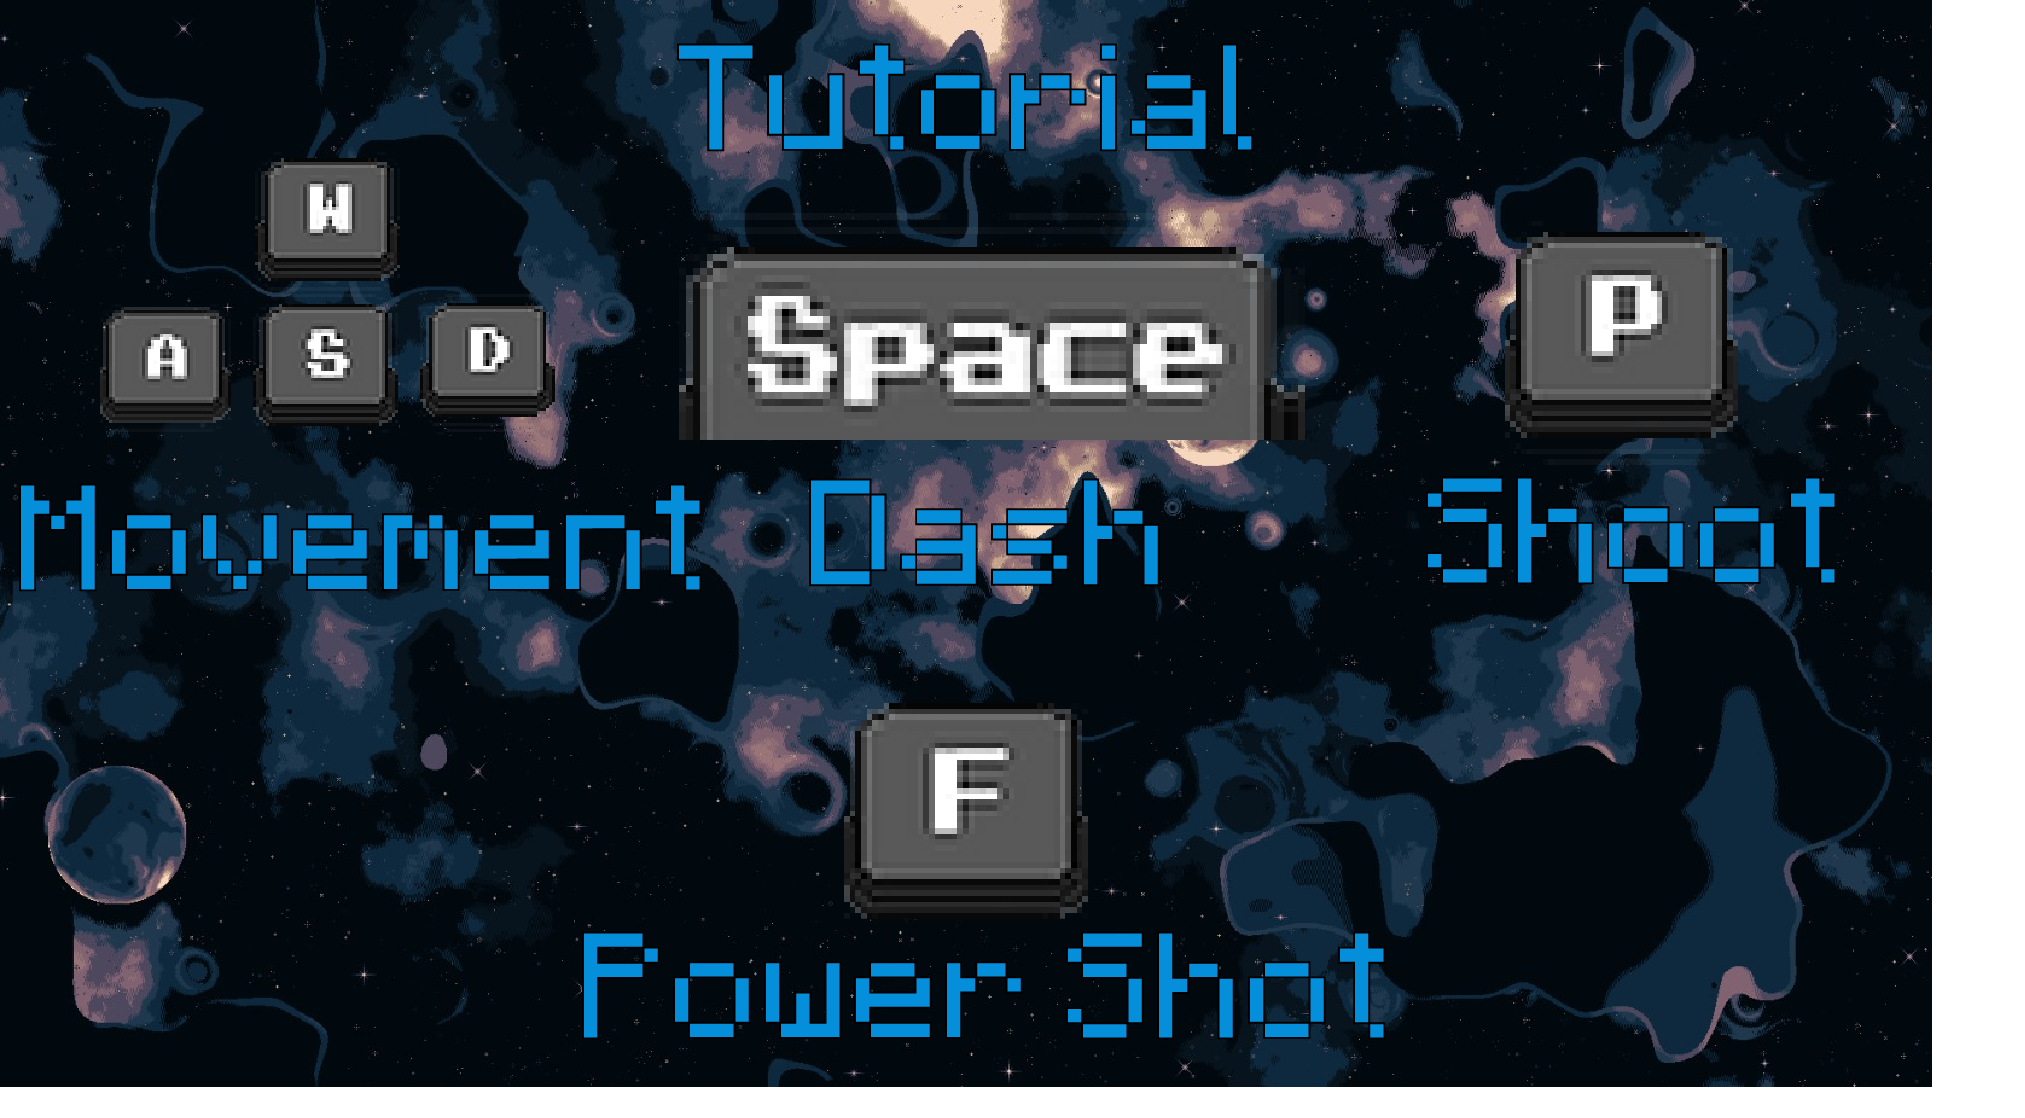 Tutorial
W
A S D
Space
P
Movement Dash Shoot
F
Power Shot